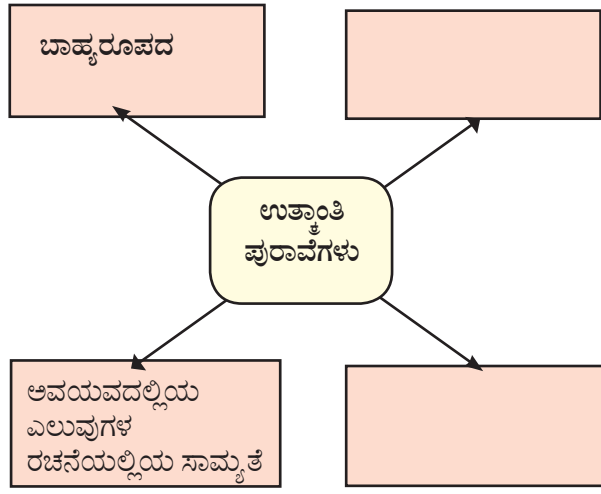 ಬಾಹ್ಯರೂಪದ
ಉತ್ಕ್ರಾಂತಿ
ಪುರಾವೆಗಳು
ಅವಯವದಲ್ಲಿಯ
ಎಲುವುಗಳ
ರಚನೆಯಲ್ಲಿಯ ಸಾಮ್ಯತೆ